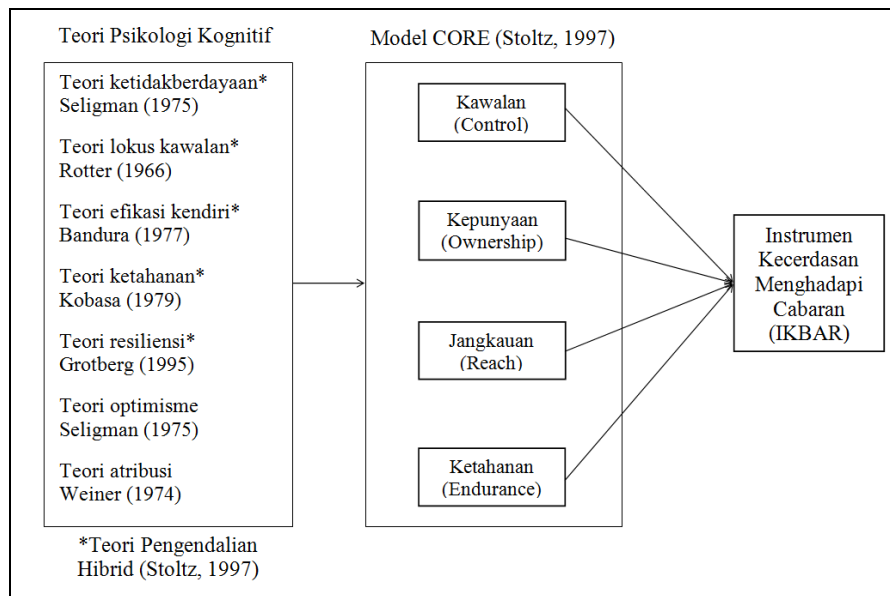 Teori Psikologi Kognitif
Teori ketidakberdayaan*
Seligman (1975)
Teori lokus kawalan*
Rotter (1966)
Teori efikasi kendiri*
Bandura (1977)
Teori ketahanan*
Kobasa (1979)
Teori resiliensi*
Grotberg (1995)
Teori optimisme
Seligman (1975)
Teori atribusi
Weiner (1974)
*Teori Pengendalian
Hibrid (Stoltz, 1997)
Model CORE (Stoltz, 1997)
Kawalan
(Control)
Kepunyaan
(Ownership)
Jangkauan
(Reach)
Ketahanan
(Endurance)
Instrumen
Kecerdasan
Menghadapi
Cabaran
(IKBAR)